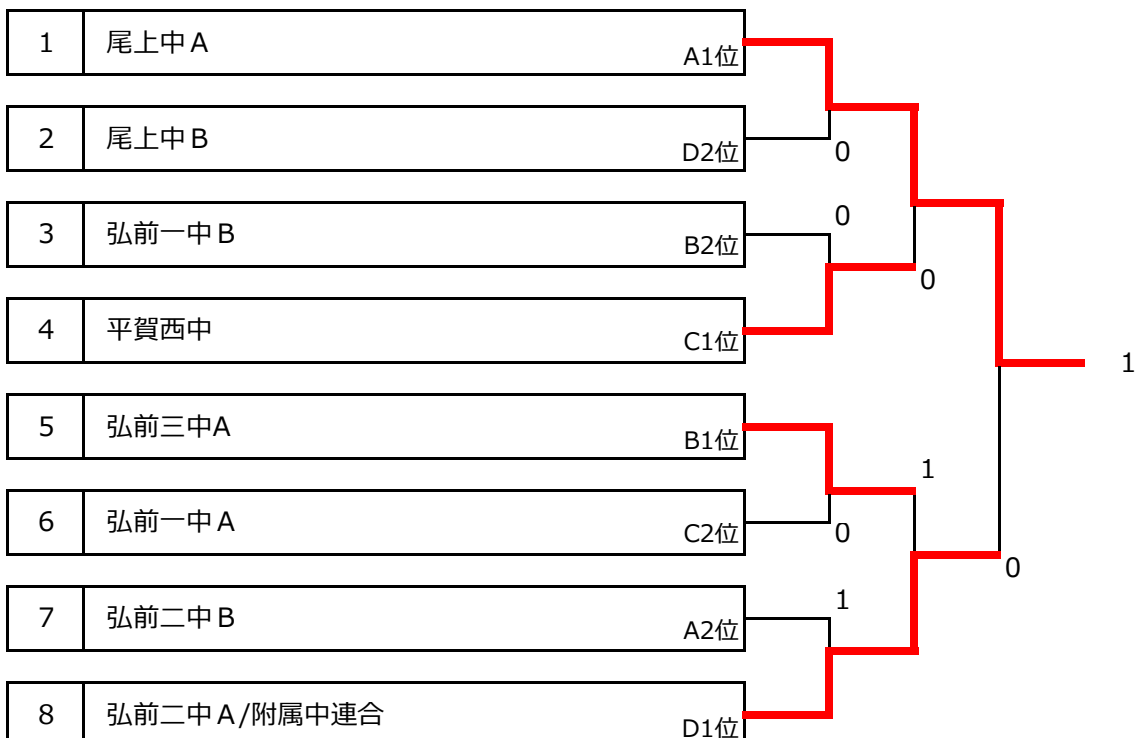 1 尾上中A A1位
2 尾上中B D2位
0
0
3 弘前一中B B2位
0
4 平賀西中 C1位
1
5 弘前三中A B1位
1
6 弘前一中A C2位
0
0
7 弘前二中B A2位
1
8 弘前二中A/附属中連合 D1位